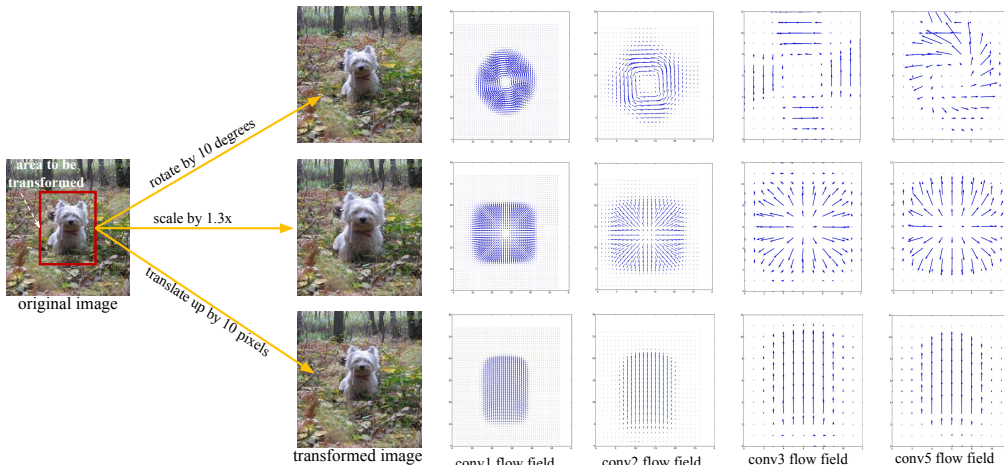 area to be
transformed
original image
rotate by 10 degrees
scale by 1.3x
translate up by 10 pixels
transformed image
conv1 flow field
conv2 flow field
conv3 flow field
conv5 flow field